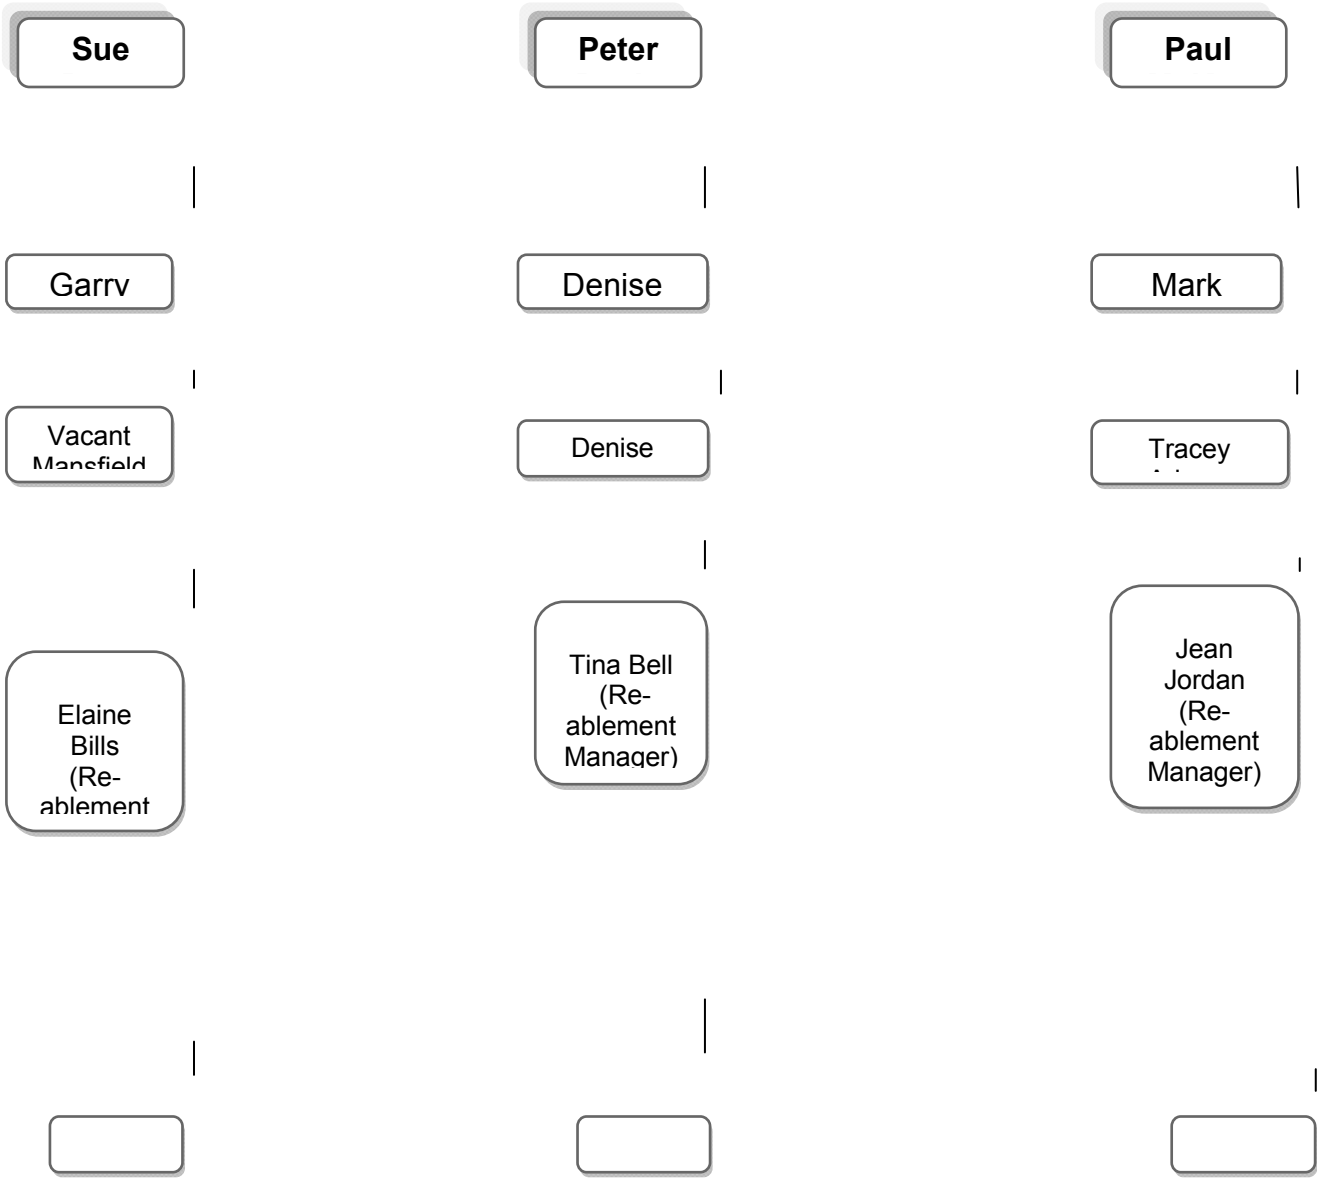 Sue
Peter
Paul
Garry
Denise
Mark
Vacant
Mansfield
Denise
Tracey
Elaine
Bills
(Re-
ablement
Tina Bell
(Re-
ablement
Manager)
Jean
Jordan
(Re-
ablement
Manager)